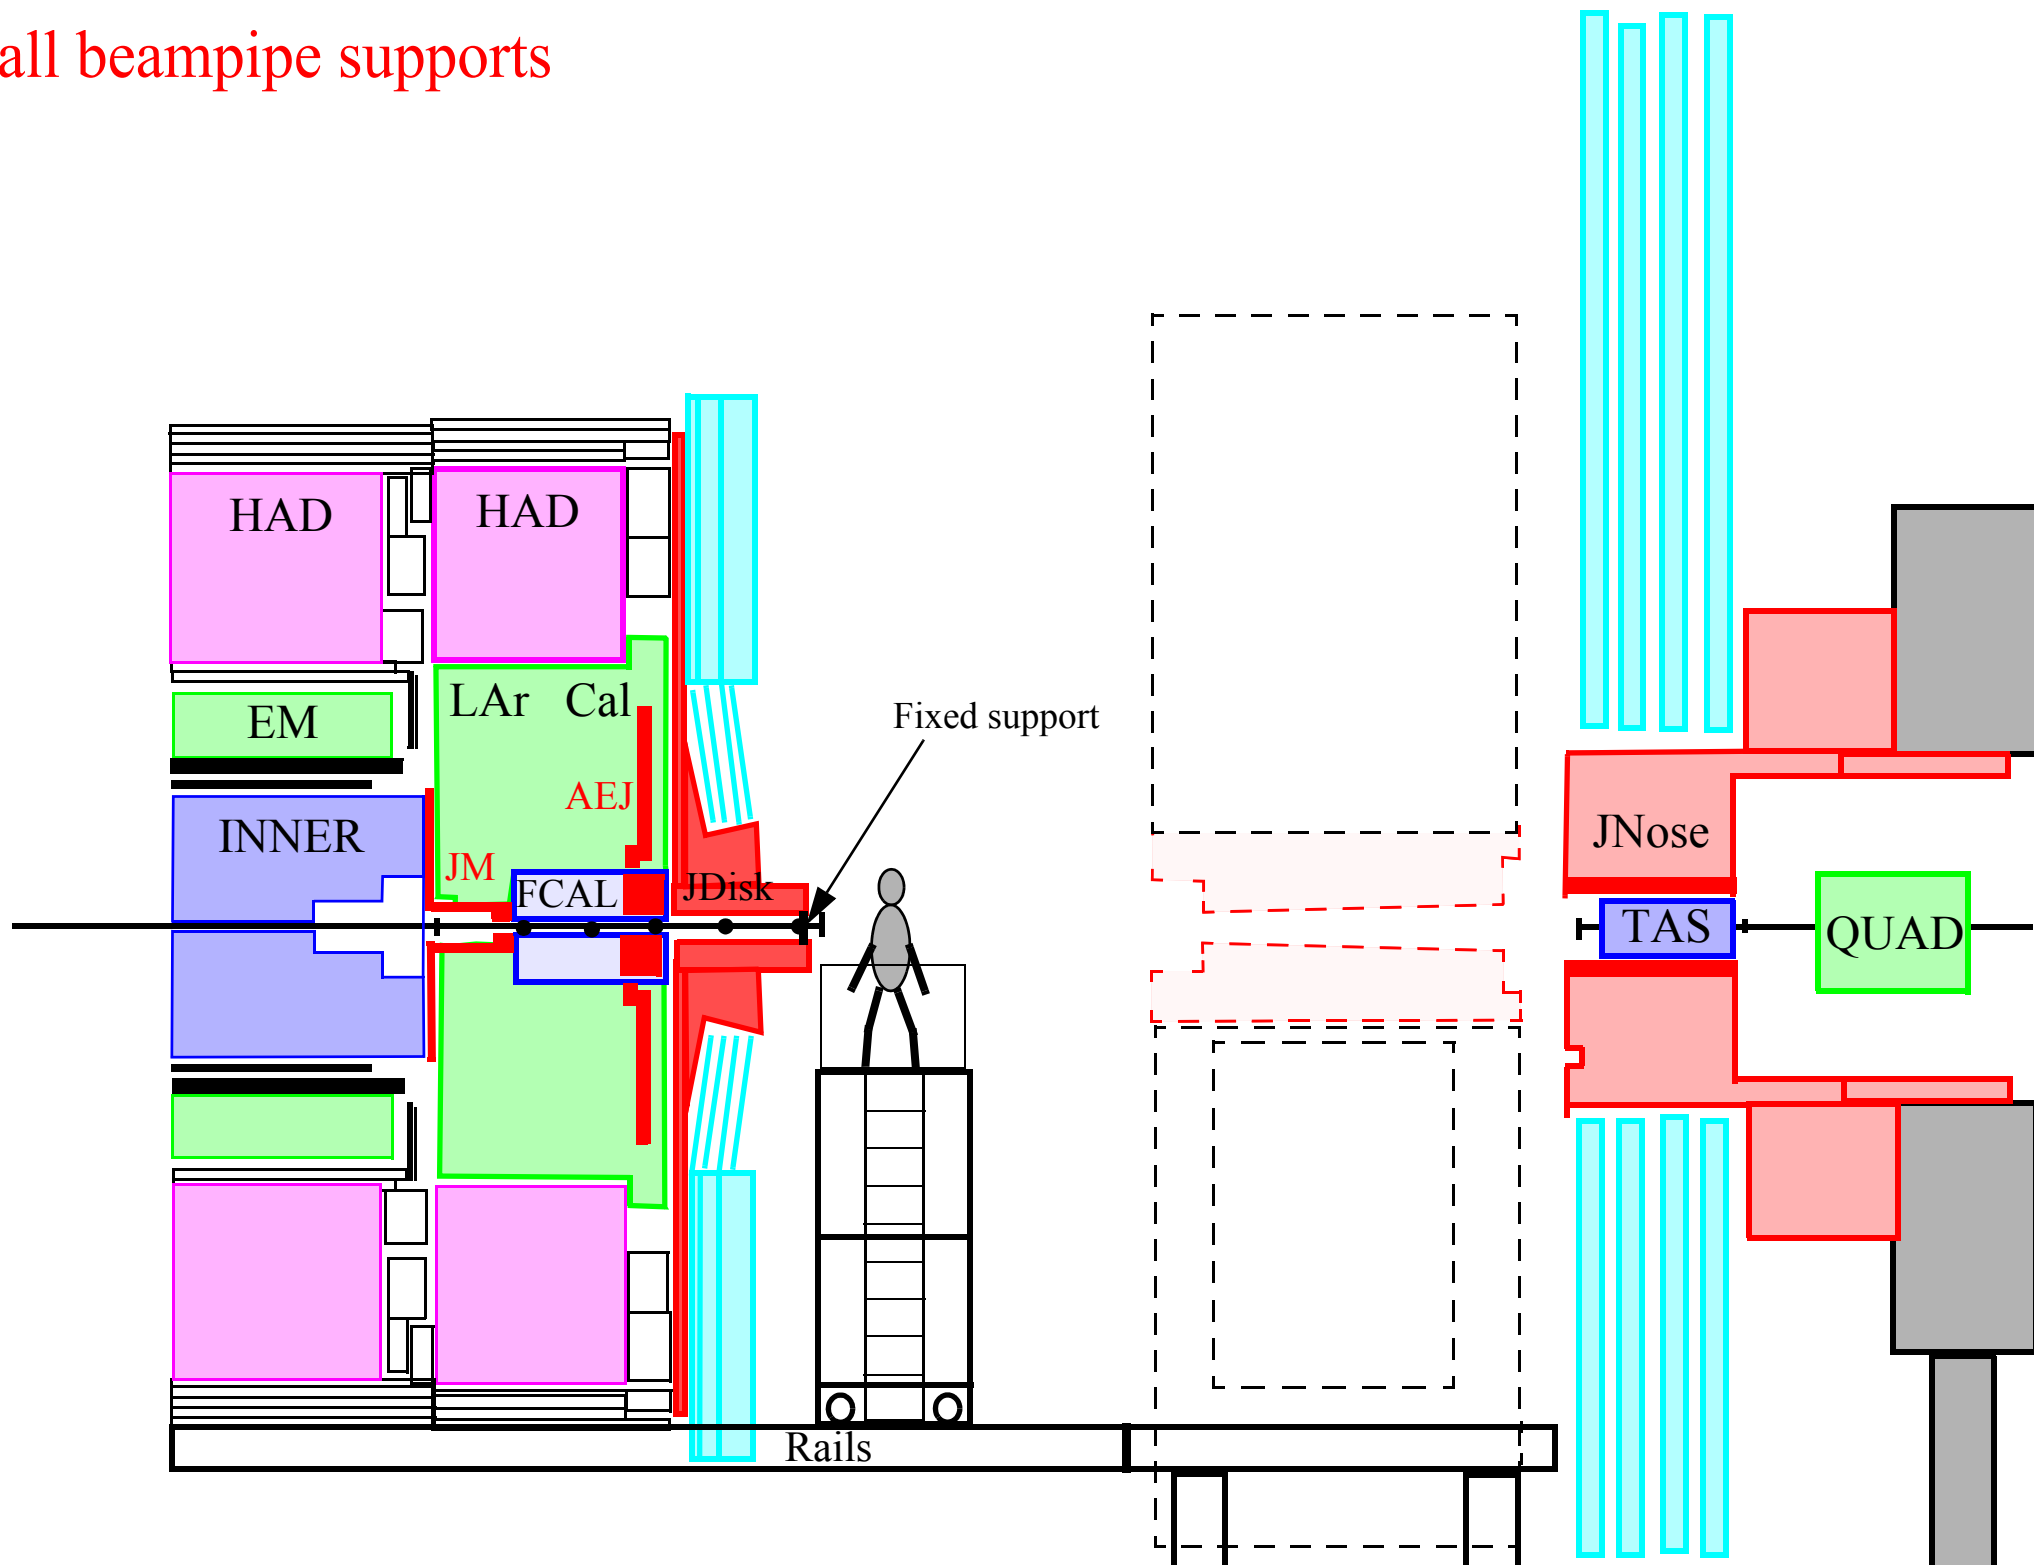 all beampipe supports
HAD
HAD
LAr Cal
EM
Fixed support
AEJ
INNER
JNose
JM
FCAL
JDisk
TAS
QUAD
Rails